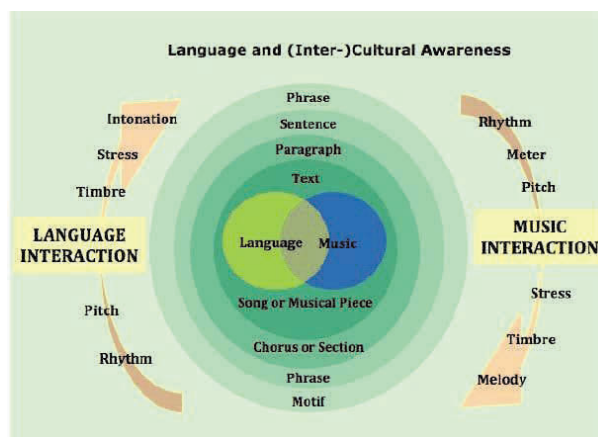 Language and (Inter-)Cultural Awareness
Phrase
Sentence
Paragraph
Text
Intonation
Stress
Timbre
LANGUAGE
INTERACTION
Pitch
Rhythm
Language
Music
Song or Musical Piece
Chorus or Section
Phrase
Motif
Rhythm
Meter
Pitch
MUSIC
INTERACTION
Stress
Timbre
Melody